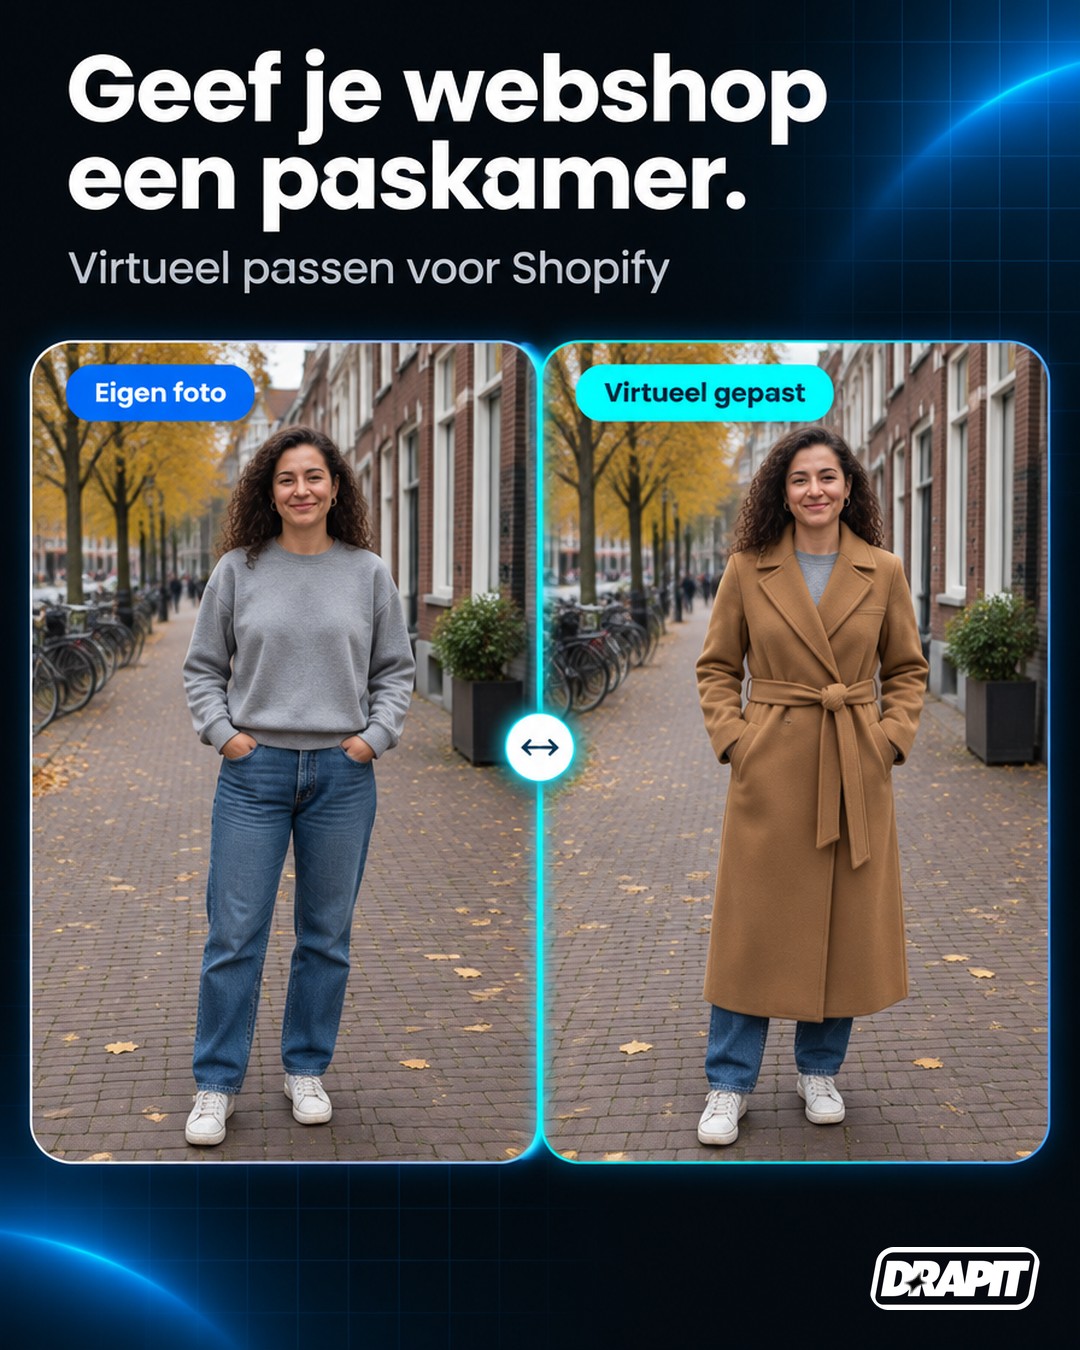 Geef je webshop
een paskamer.
Virtueel passen voor Shopify
Eigen foto
Virtueel gepast
DRAPIT